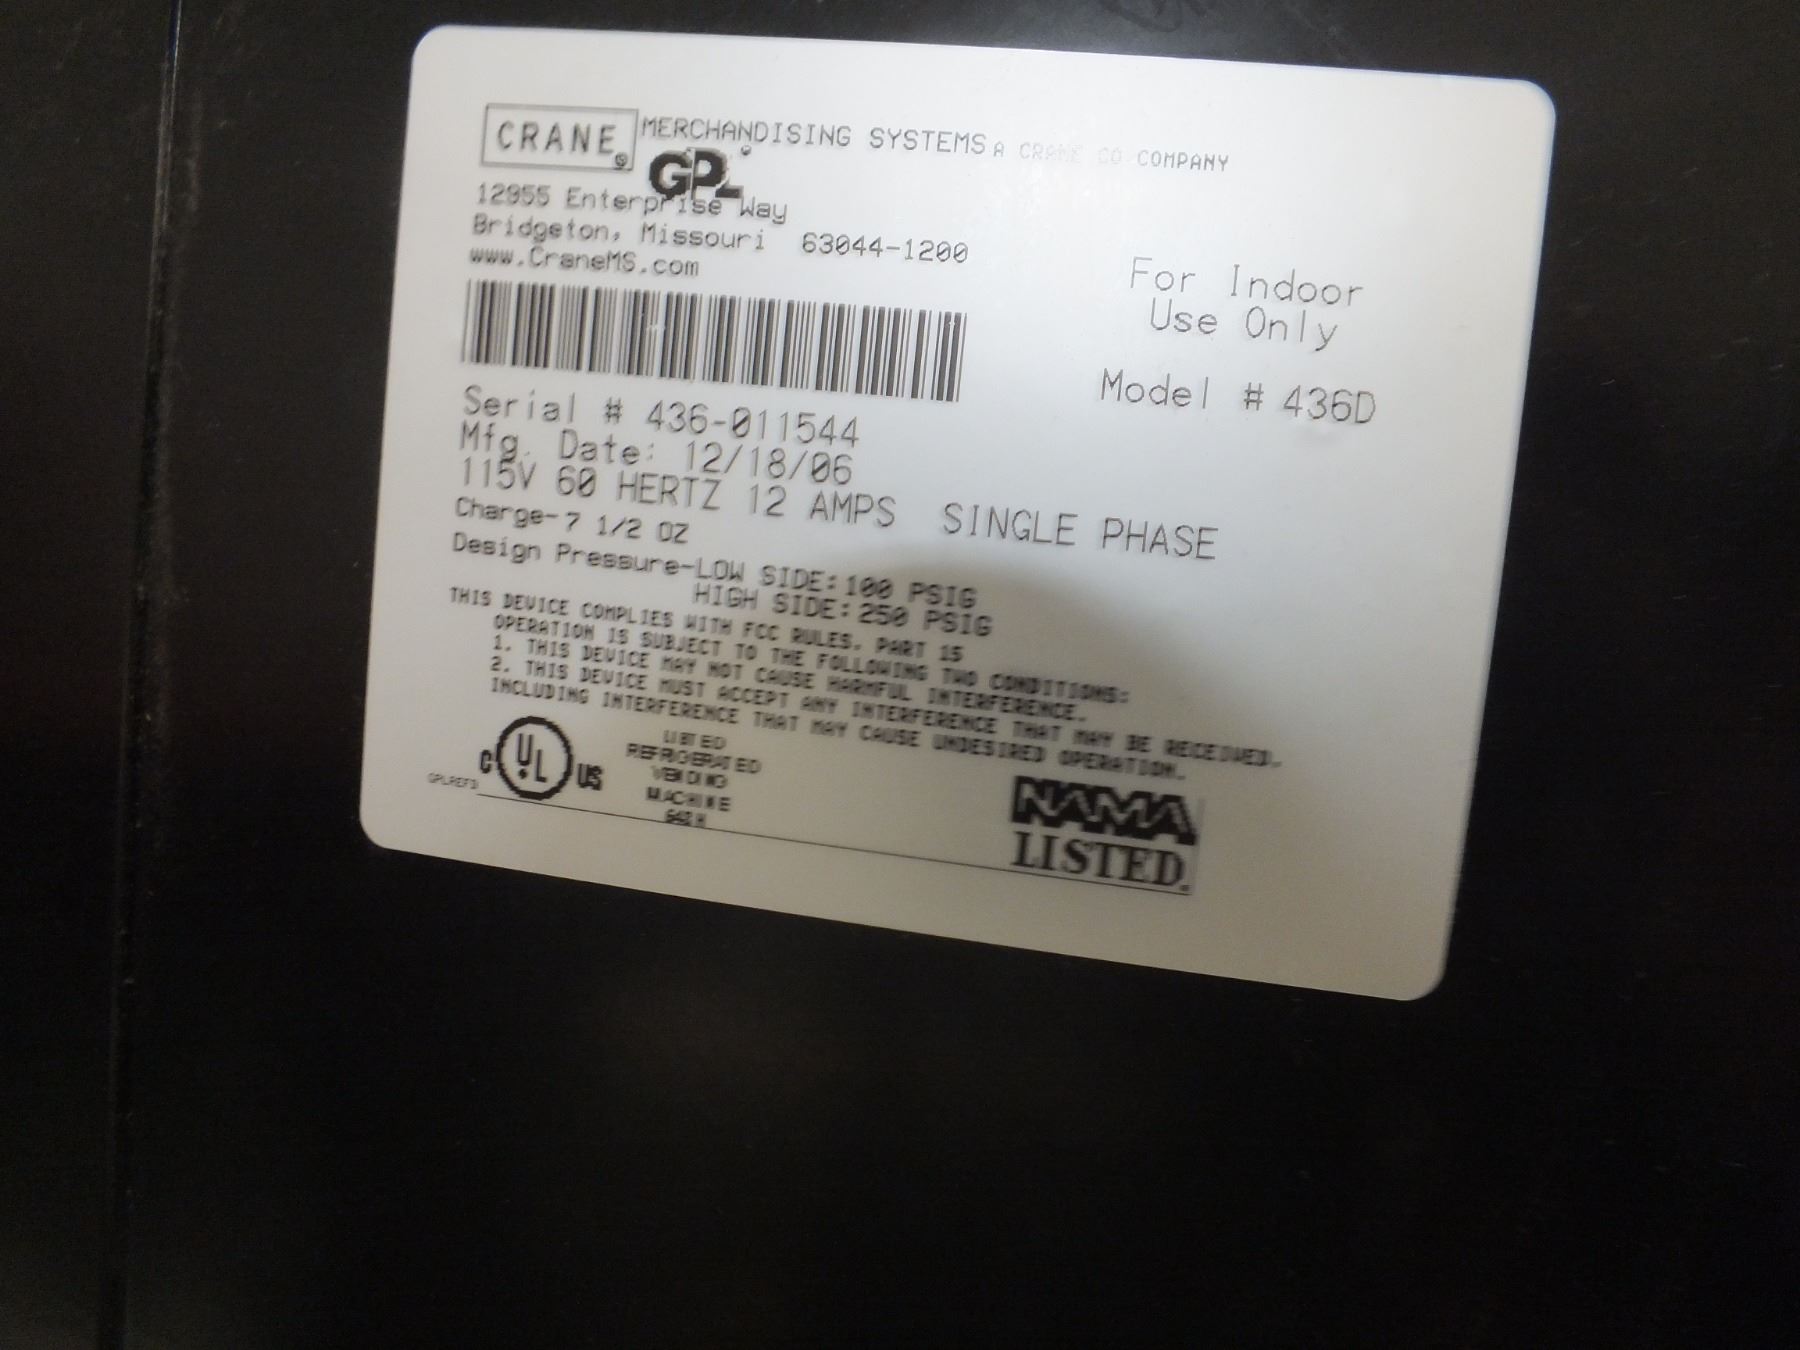 CRANE® MERCHANDISING SYSTEMS A CRANE CO COMPANY
GPL
12955 Enterprise Way
Bridgeton, Missouri 63044-1200
www.CraneMS.com
For Indoor
Use Only
Model # 436D
Serial # 436-011544
Mfg. Date: 12/18/06
115V 60 HERTZ 12 AMPS SINGLE PHASE
Charge-7 1/2 OZ
Design Pressure-LOW SIDE:100 PSIG
HIGH SIDE:250 PSIG
THIS DEVICE COMPLIES WITH FCC RULES, PART 15
OPERATION IS SUBJECT TO THE FOLLOWING TWO CONDITIONS:
1. THIS DEVICE MAY NOT CAUSE HARMFUL INTERFERENCE.
2. THIS DEVICE MUST ACCEPT ANY INTERFERENCE THAT MAY BE RECEIVED,
INCLUDING INTERFERENCE THAT MAY CAUSE UNDESIRED OPERATION.
C UL US
LISTED
REFRIGERATED
VENDING
MACHINE
NAMA
LISTED.